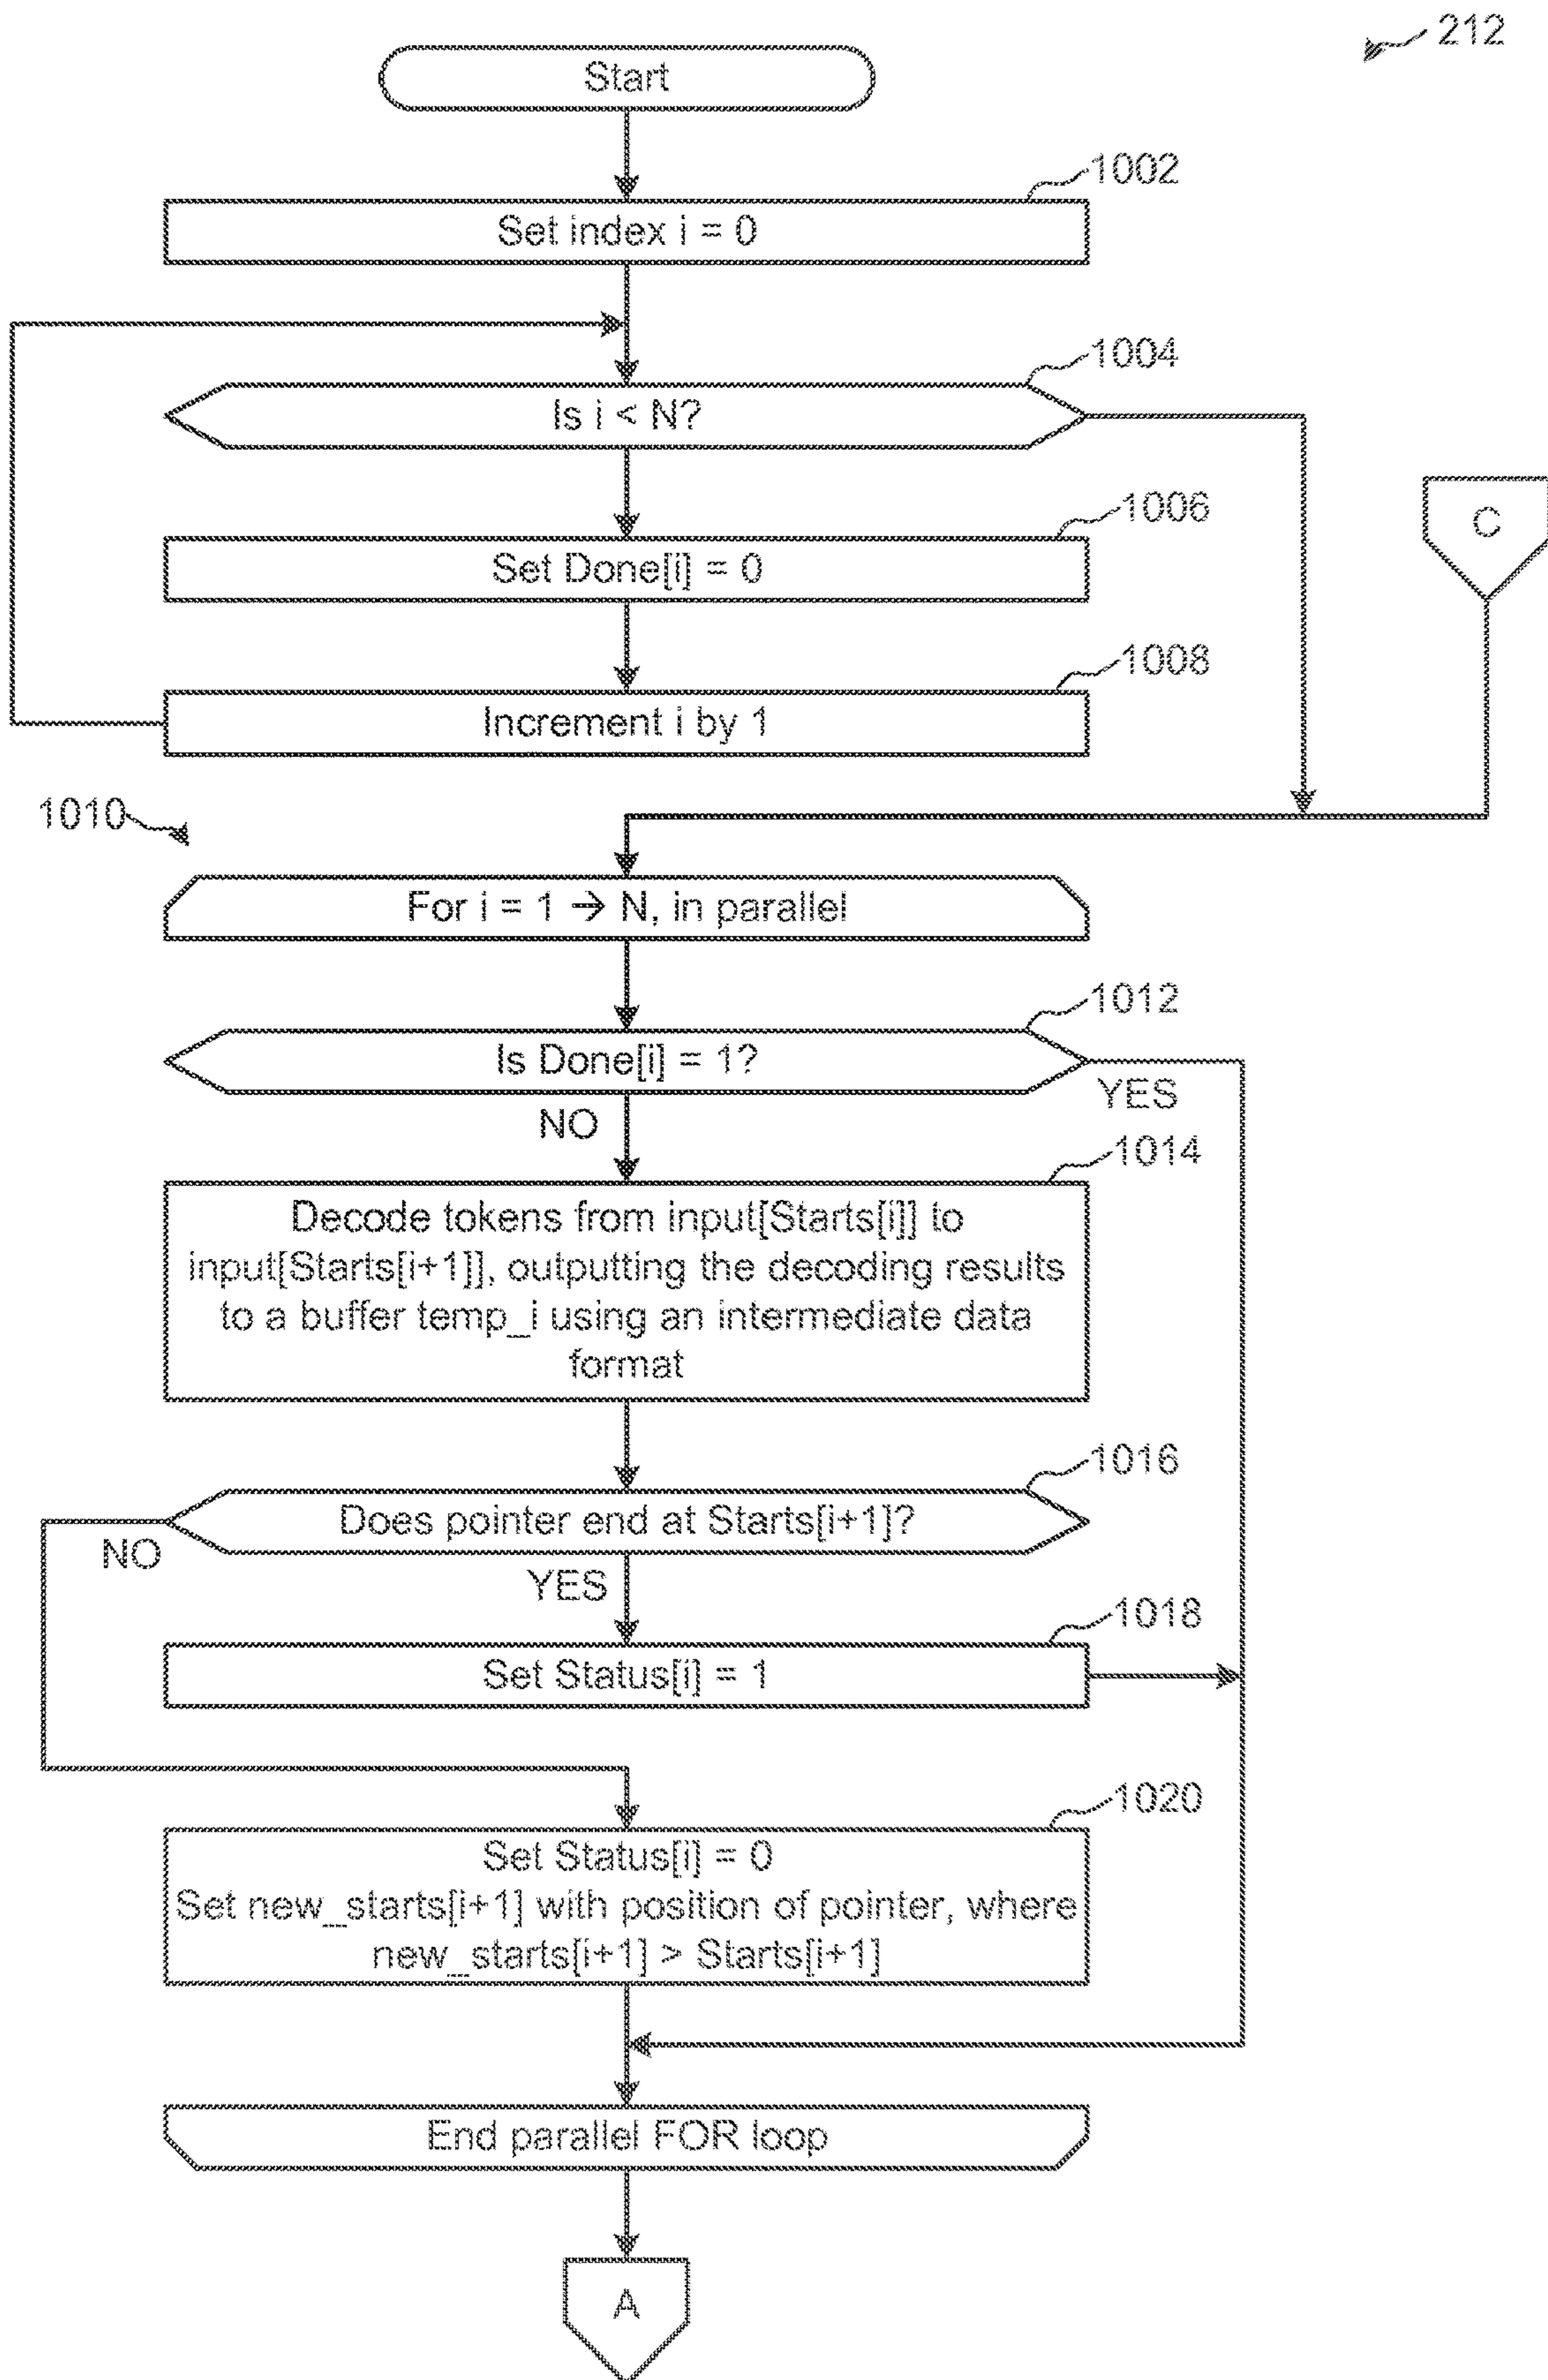 212
Start
1002
Set index i = 0
1004
Is i < N?
1006
Set Done[i] = 0
C
1008
Increment i by 1
1010
For i = 1 → N, in parallel
1012
Is Done[i] = 1?
YES
NO
1014
Decode tokens from input[Starts[i]] to
input[Starts[i+1]], outputting the decoding results
to a buffer temp_i using an intermediate data
format
1016
Does pointer end at Starts[i+1]?
NO
YES
1018
Set Status[i] = 1
1020
Set Status[i] = 0
Set new_starts[i+1] with position of pointer, where
new_starts[i+1] > Starts[i+1]
End parallel FOR loop
A